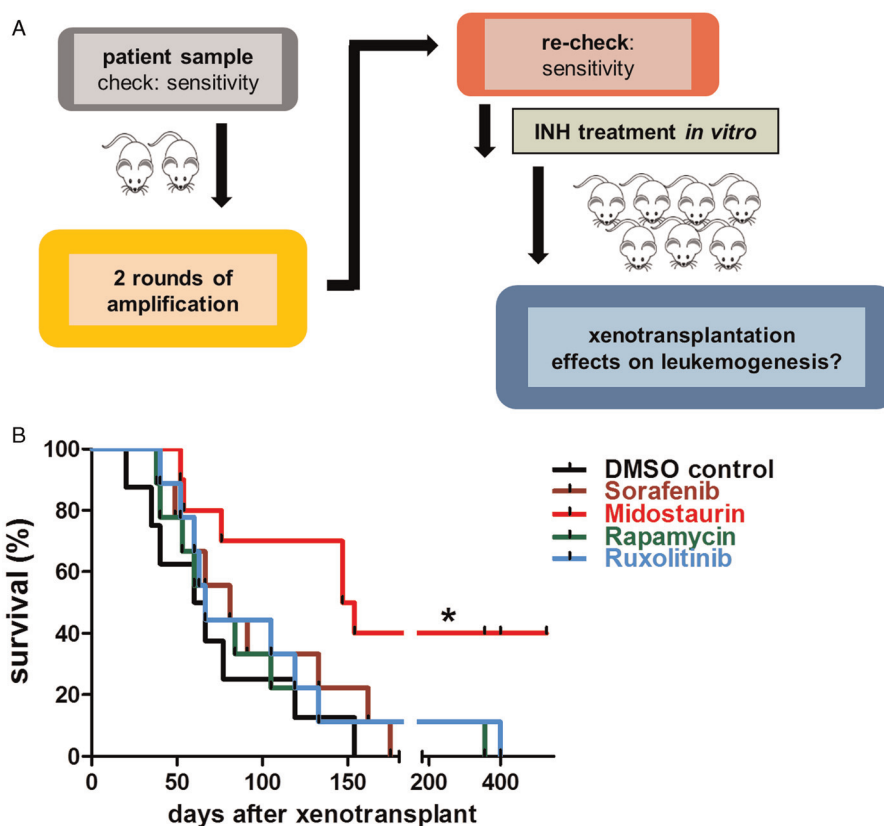 A
patient sample
check: sensitivity
2 rounds of
amplification
re-check:
sensitivity
INH treatment in vitro
xenotransplantation
effects on leukemogenesis?
B
survival (%)
100
80
60
40
20
0
0 50 100 150 200 400
days after xenotransplant
*
DMSO control
Sorafenib
Midostaurin
Rapamycin
Ruxolitinib